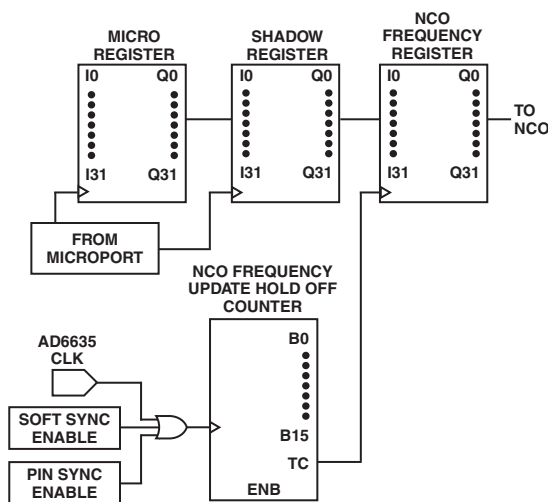 MICRO
REGISTER
SHADOW
REGISTER
NCO
FREQUENCY
REGISTER
I0 Q0
I31 Q31
I0 Q0
I31 Q31
I0 Q0
I31 Q31
TO
NCO
FROM
MICROPORT
NCO FREQUENCY
UPDATE HOLD OFF
COUNTER
B0
B15
TC
ENB
AD6635
CLK
SOFT SYNC
ENABLE
PIN SYNC
ENABLE